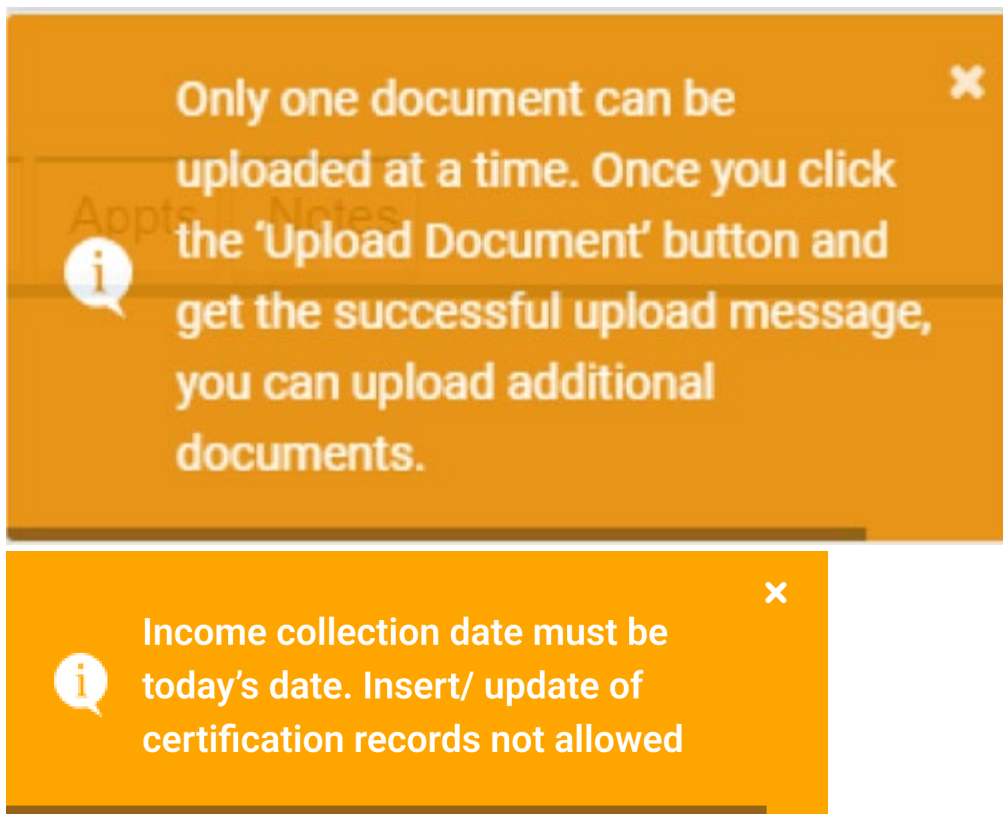 Only one document can be
uploaded at a time. Once you click
Appts Notes
the ‘Upload Document’ button and
get the successful upload message,
you can upload additional
documents.
Income collection date must be
today’s date. Insert/ update of
certification records not allowed